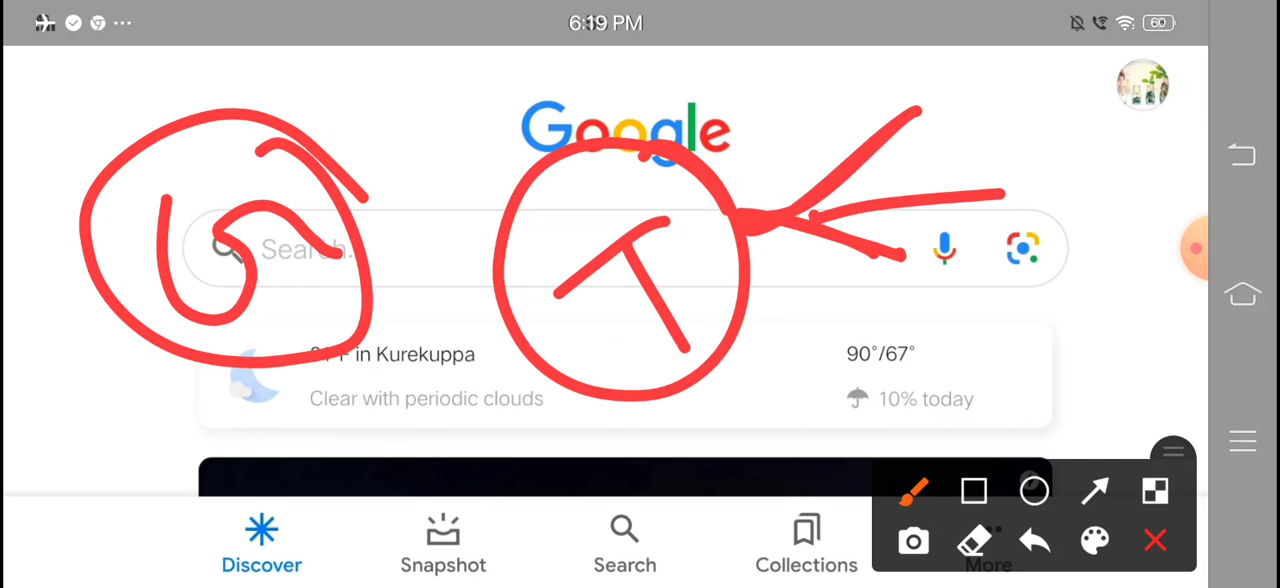 6:19 PM
60
Google
Search.
in Kurekuppa
90°/67°
Clear with periodic clouds
10% today
Discover
Snapshot
Search
Collections
More
T